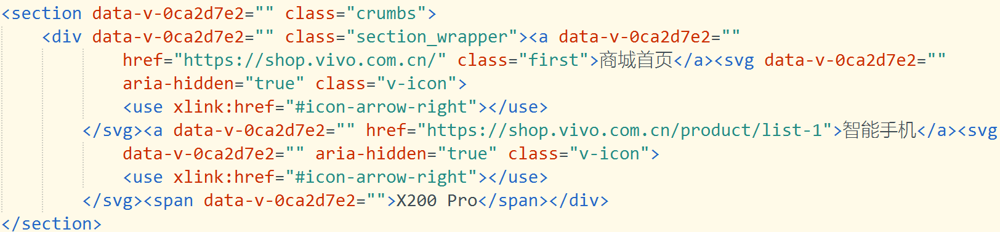 <section data-v-0ca2d7e2="" class="crumbs">
<div data-v-0ca2d7e2="" class="section_wrapper"><a data-v-0ca2d7e2=""
href="https://shop.vivo.com.cn/" class="first">商城首页</a><svg data-v-0ca2d7e2=""
aria-hidden="true" class="v-icon">
<use xlink:href="#icon-arrow-right"></use>
</svg><a data-v-0ca2d7e2="" href="https://shop.vivo.com.cn/product/list-1">智能手机</a><svg
data-v-0ca2d7e2="" aria-hidden="true" class="v-icon">
<use xlink:href="#icon-arrow-right"></use>
</svg><span data-v-0ca2d7e2="">X200 Pro</span></div>
</section>